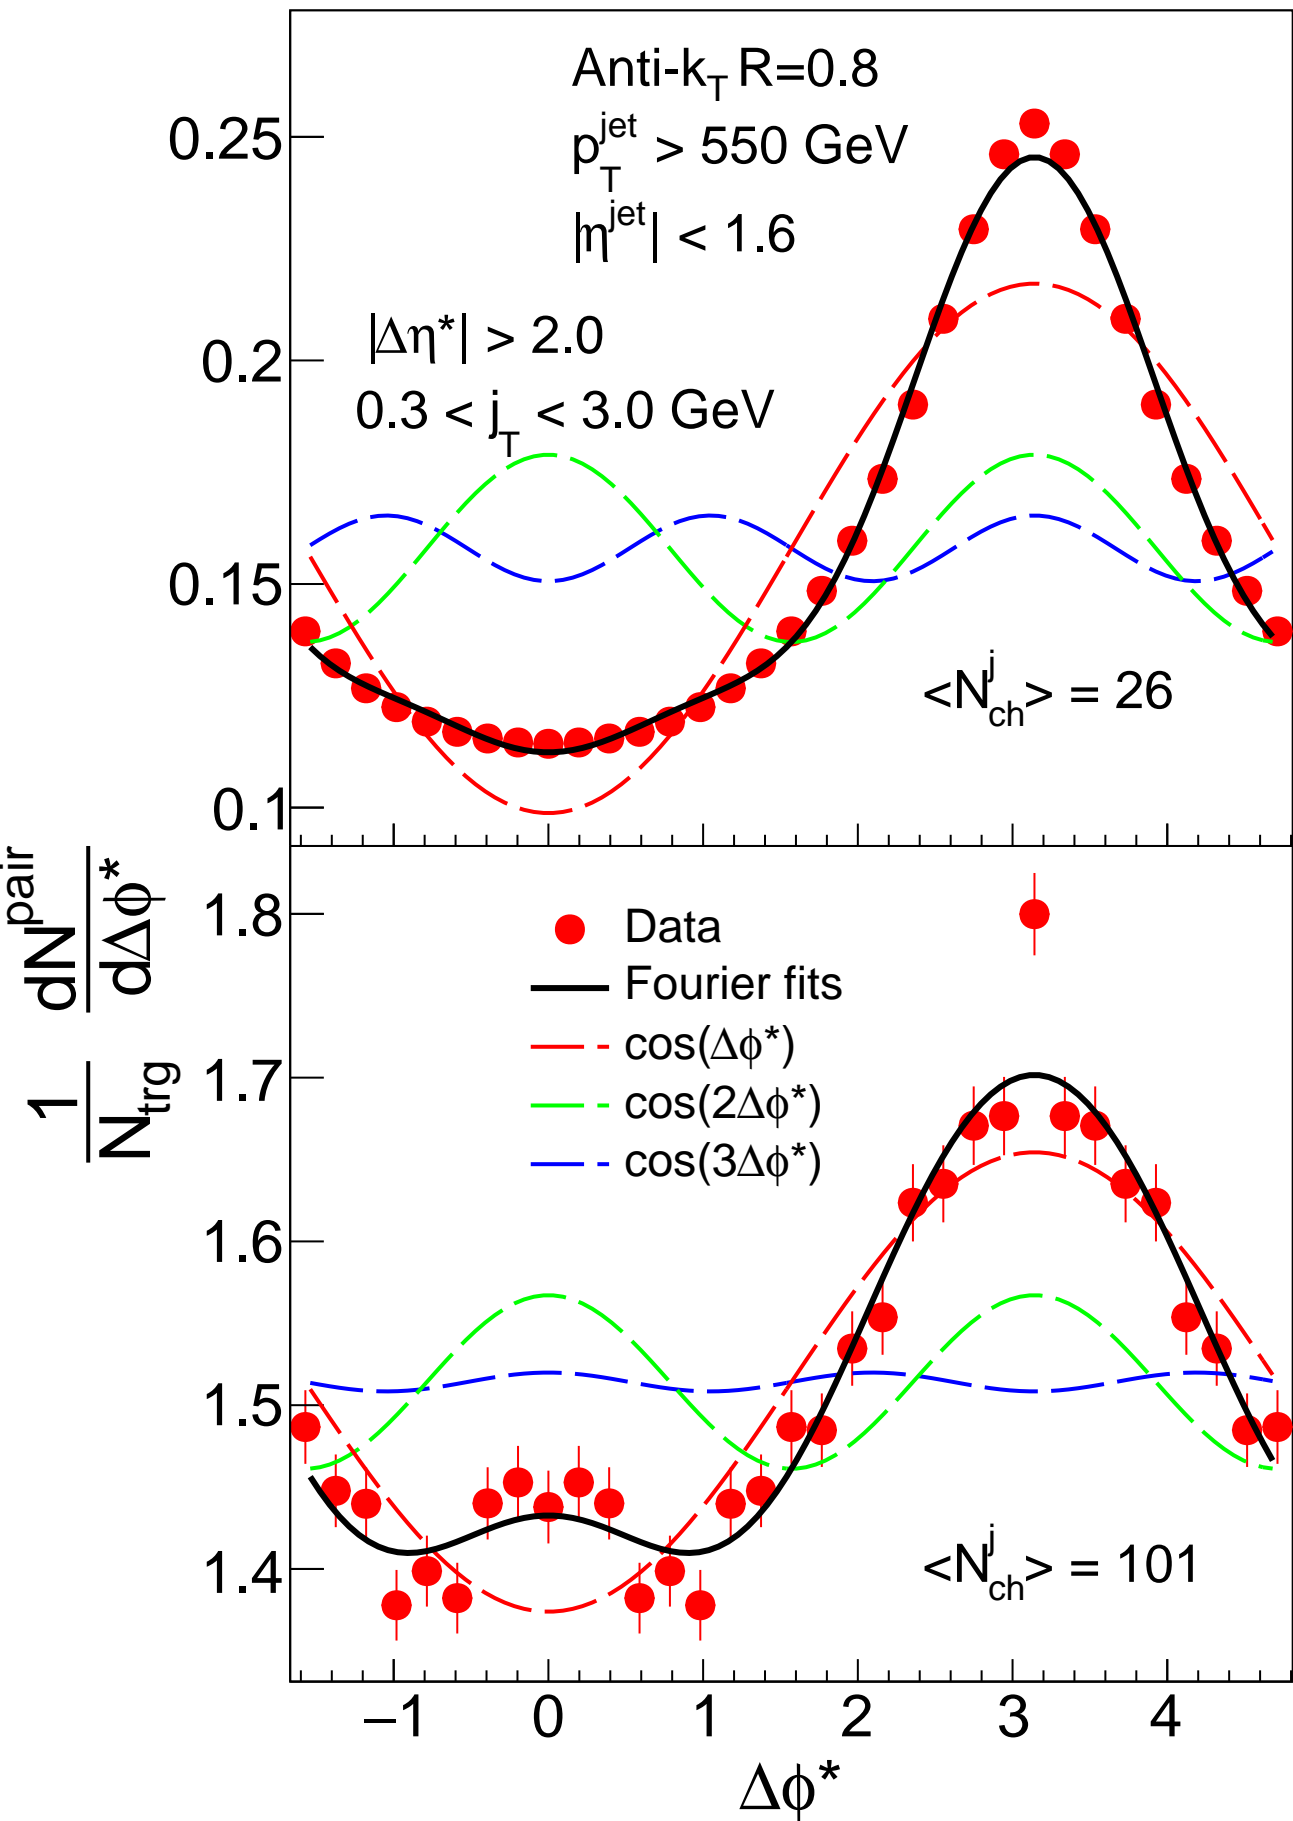 Anti-k_T R=0.8
p_T^jet > 550 GeV
|η^jet| < 1.6
|Δη*| > 2.0
0.3 < j_T < 3.0 GeV
0.25
0.2
0.15
0.1
<N_ch^j> = 26
1/N_trg dN^pair/dΔϕ*
1.8
1.7
1.6
1.5
1.4
Data
Fourier fits
cos(Δϕ*)
cos(2Δϕ*)
cos(3Δϕ*)
<N_ch^j> = 101
−1 0 1 2 3 4
Δϕ*